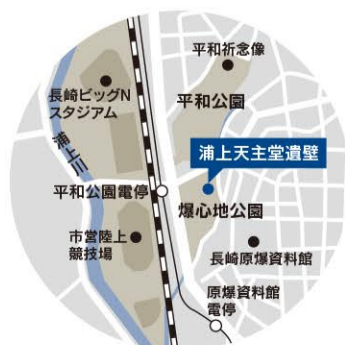 平和祈念像
長崎ビッグN
スタジアム
平和公園
浦上川
浦上天主堂遺壁
平和公園電停
爆心地公園
市営陸上
競技場
長崎原爆資料館
原爆資料館
電停